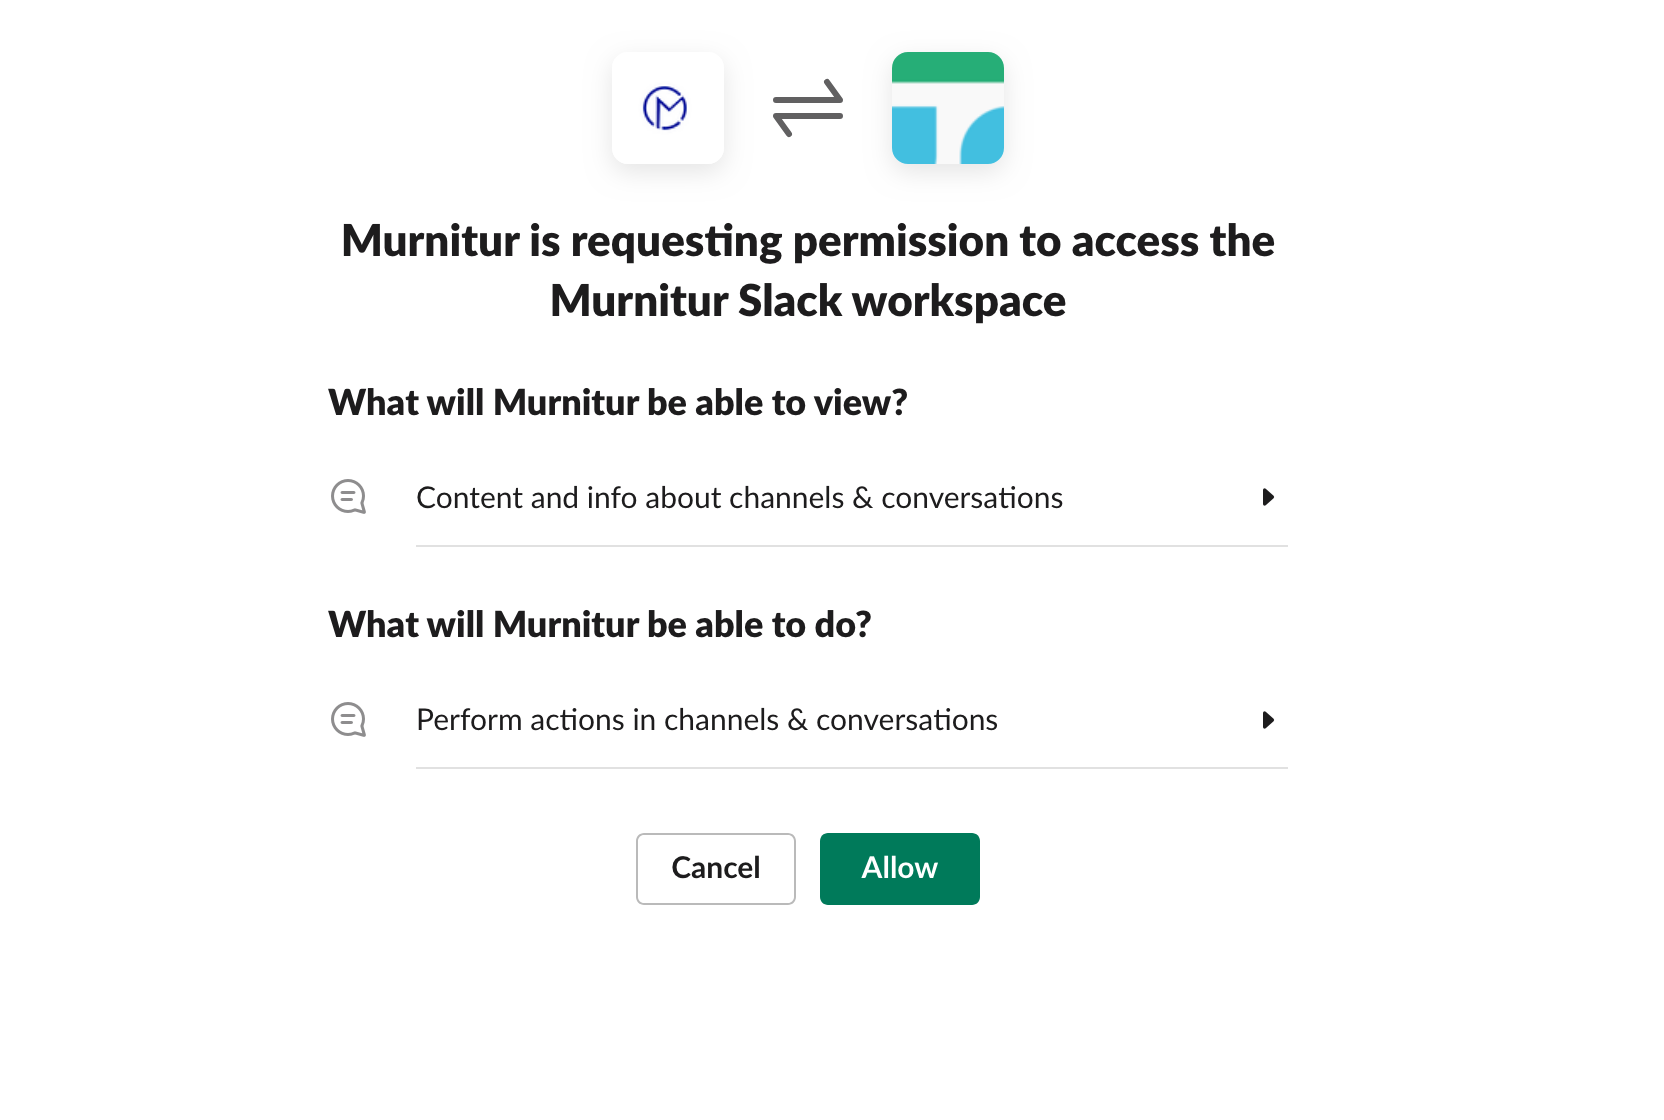 Murnitur is requesting permission to access the
Murnitur Slack workspace
What will Murnitur be able to view?
Content and info about channels & conversations
What will Murnitur be able to do?
Perform actions in channels & conversations
Cancel
Allow